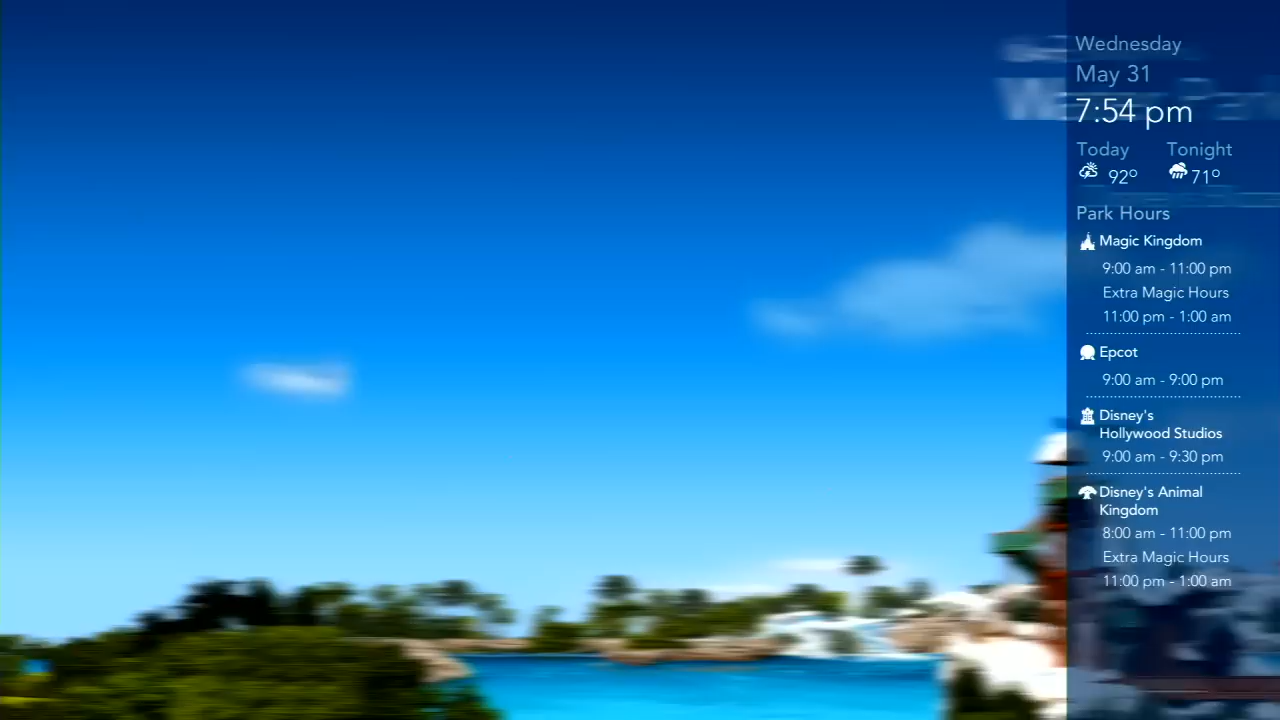 Wednesday
May 31
7:54 pm
Today Tonight
92° 71°
Park Hours
Magic Kingdom
9:00 am - 11:00 pm
Extra Magic Hours
11:00 pm - 1:00 am
Epcot
9:00 am - 9:00 pm
Disney's
Hollywood Studios
9:00 am - 9:30 pm
Disney's Animal
Kingdom
8:00 am - 11:00 pm
Extra Magic Hours
11:00 pm - 1:00 am